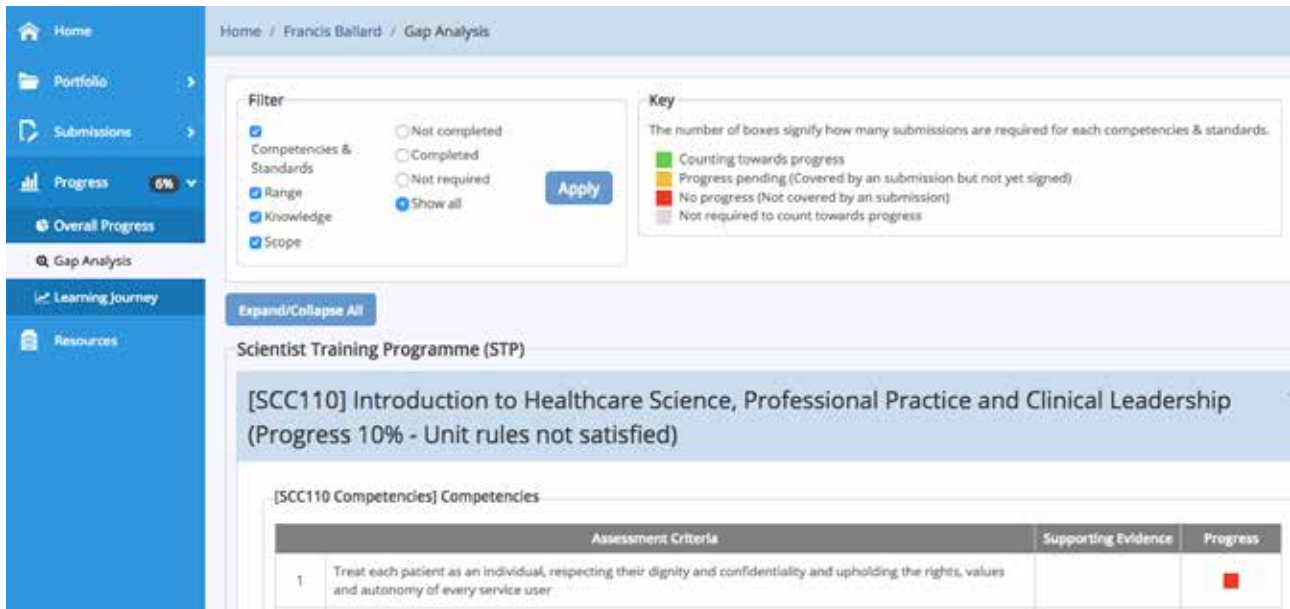 Home
Portfolio
Submissions
Progress 6%
Overall Progress
Gap Analysis
Learning Journey
Resources
Home / Francis Ballard / Gap Analysis
Filter
Competencies &
Standards
Range
Knowledge
Scope
Not completed
Completed
Not required
Show all
Apply
Key
The number of boxes signify how many submissions are required for each competencies & standards.
Counting towards progress
Progress pending (Covered by an submission but not yet signed)
No progress (Not covered by an submission)
Not required to count towards progress
Expand/Collapse All
Scientist Training Programme (STP)
[SCC110] Introduction to Healthcare Science, Professional Practice and Clinical Leadership
(Progress 10% - Unit rules not satisfied)
[SCC110 Competencies] Competencies
Assessment Criteria Supporting Evidence Progress
1 Treat each patient as an individual, respecting their dignity and confidentiality and upholding the rights, values
and autonomy of every service user